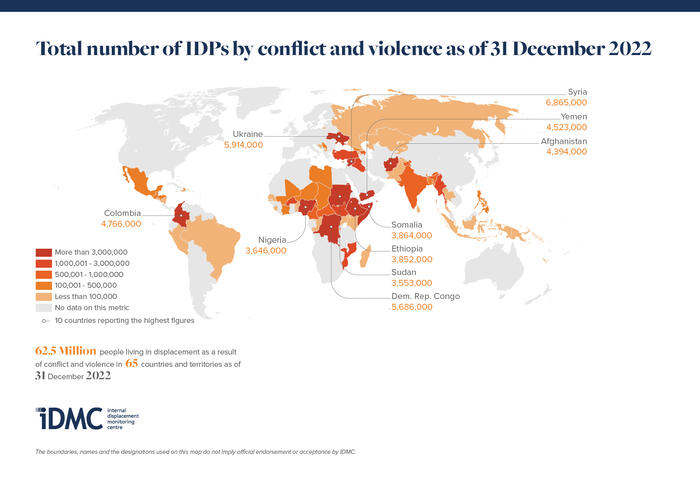 Total number of IDPs by conflict and violence as of 31 December 2022
Syria
6,865,000
Yemen
4,523,000
Afghanistan
4,394,000
Ukraine
5,914,000
Colombia
4,766,000
Nigeria
3,646,000
Somalia
3,864,000
Ethiopia
3,852,000
Sudan
3,553,000
Dem. Rep. Congo
5,686,000
More than 3,000,000
1,000,001 - 3,000,000
500,001 - 1,000,000
100,001 - 500,000
Less than 100,000
No data on this metric
10 countries reporting the highest figures
62.5 Million people living in displacement as a result
of conflict and violence in 65 countries and territories as of
31 December 2022
iDMC
internal
displacement
monitoring
centre
The boundaries, names and the designations used on this map do not imply official endorsement or acceptance by IDMC.